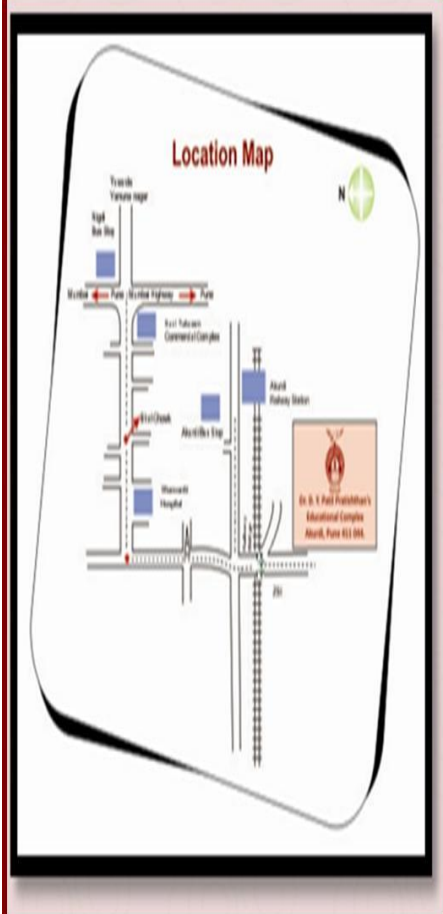 Location Map
N
Towards
Yamuna nagar
Nigdi
Bus Stop
Mumbai Pune Mumbai Highway Pune
Commercial Complex
Akurdi
Railway Station
Bhel Chowk
Akurdi Bus Stop
Hospital
Dr. D. Y. Patil Pratishthan's
Educational Complex
Akurdi, Pune 411 044.